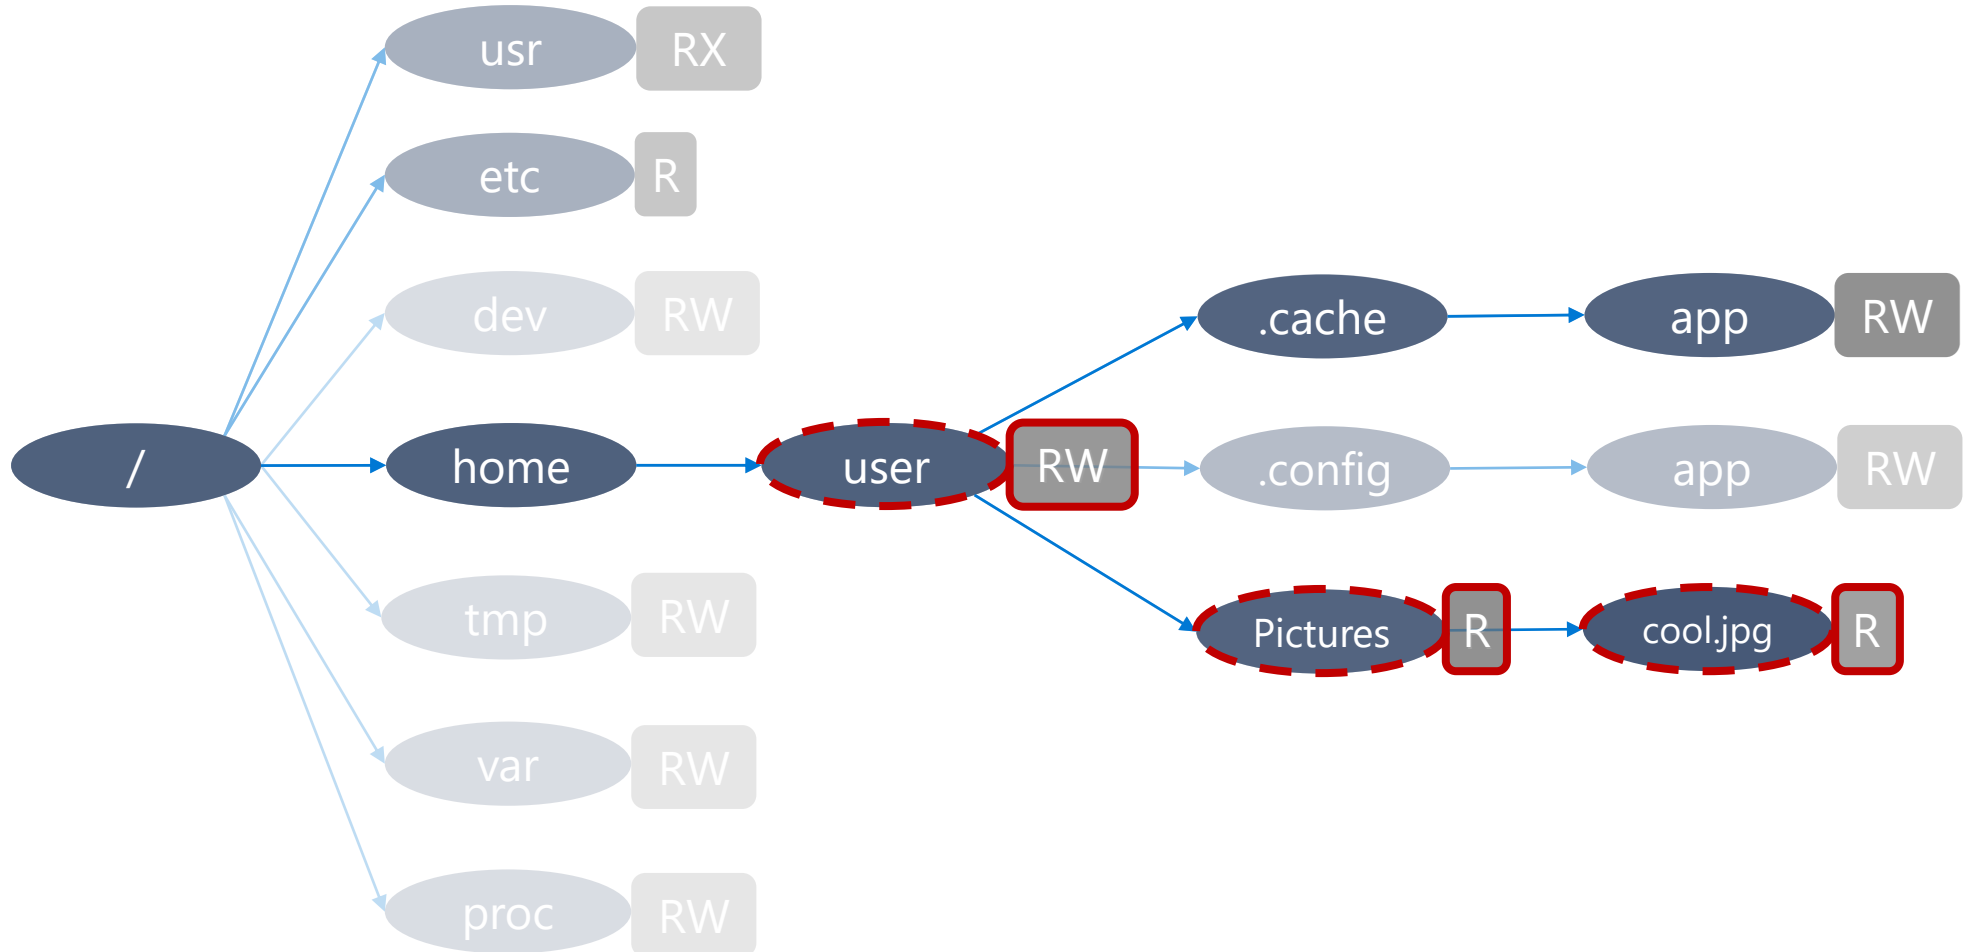 usr RX
etc R
dev RW
.cache app RW
/ home user RW .config app RW
tmp RW
Pictures R cool.jpg R
var RW
proc RW